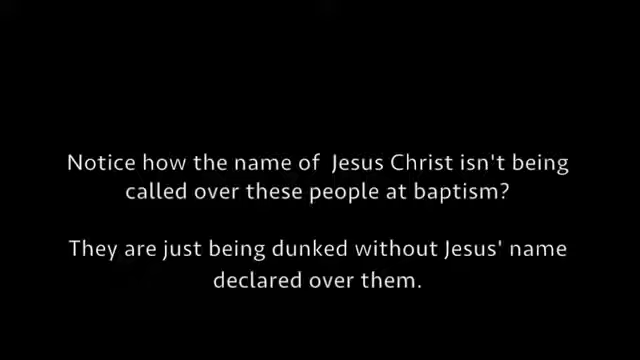 Notice how the name of  Jesus Christ isn't being
called over these people at baptism?
They are just being dunked without Jesus' name
declared over them.